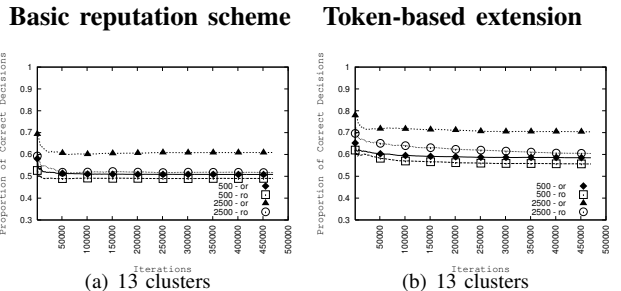 Basic reputation scheme
Token-based extension
Proportion of Correct Decisions
1
0.9
0.8
0.7
0.6
0.5
0.4
0.3
500 - or
500 - ro
2500 - or
2500 - ro
50000
100000
150000
200000
250000
300000
350000
400000
450000
500000
Iterations
(a) 13 clusters
Proportion of Correct Decisions
1
0.9
0.8
0.7
0.6
0.5
0.4
0.3
500 - or
500 - ro
2500 - or
2500 - ro
50000
100000
150000
200000
250000
300000
350000
400000
450000
500000
Iterations
(b) 13 clusters